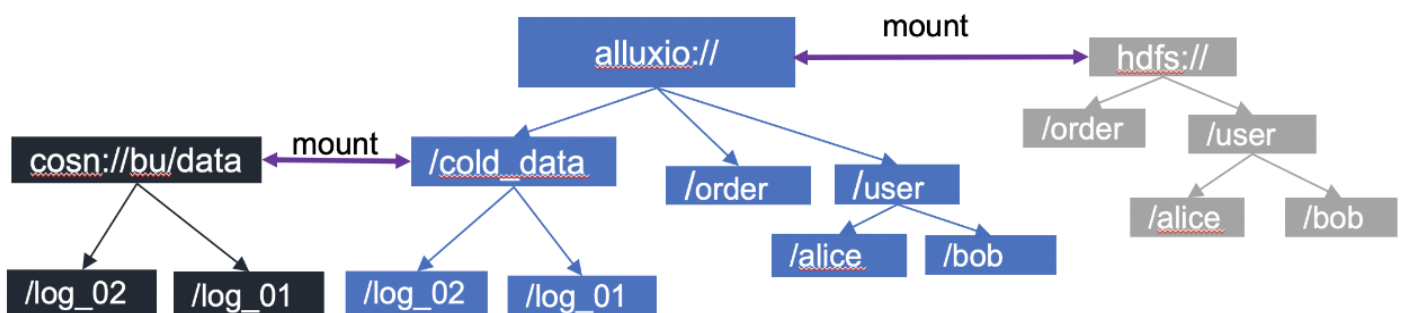 mount
alluxio://
hdfs://
/order
/user
mount
cosn://bu/data
/cold_data
/order
/user
/alice
/bob
/alice
/bob
/log_02
/log_01
/log_02
/log_01